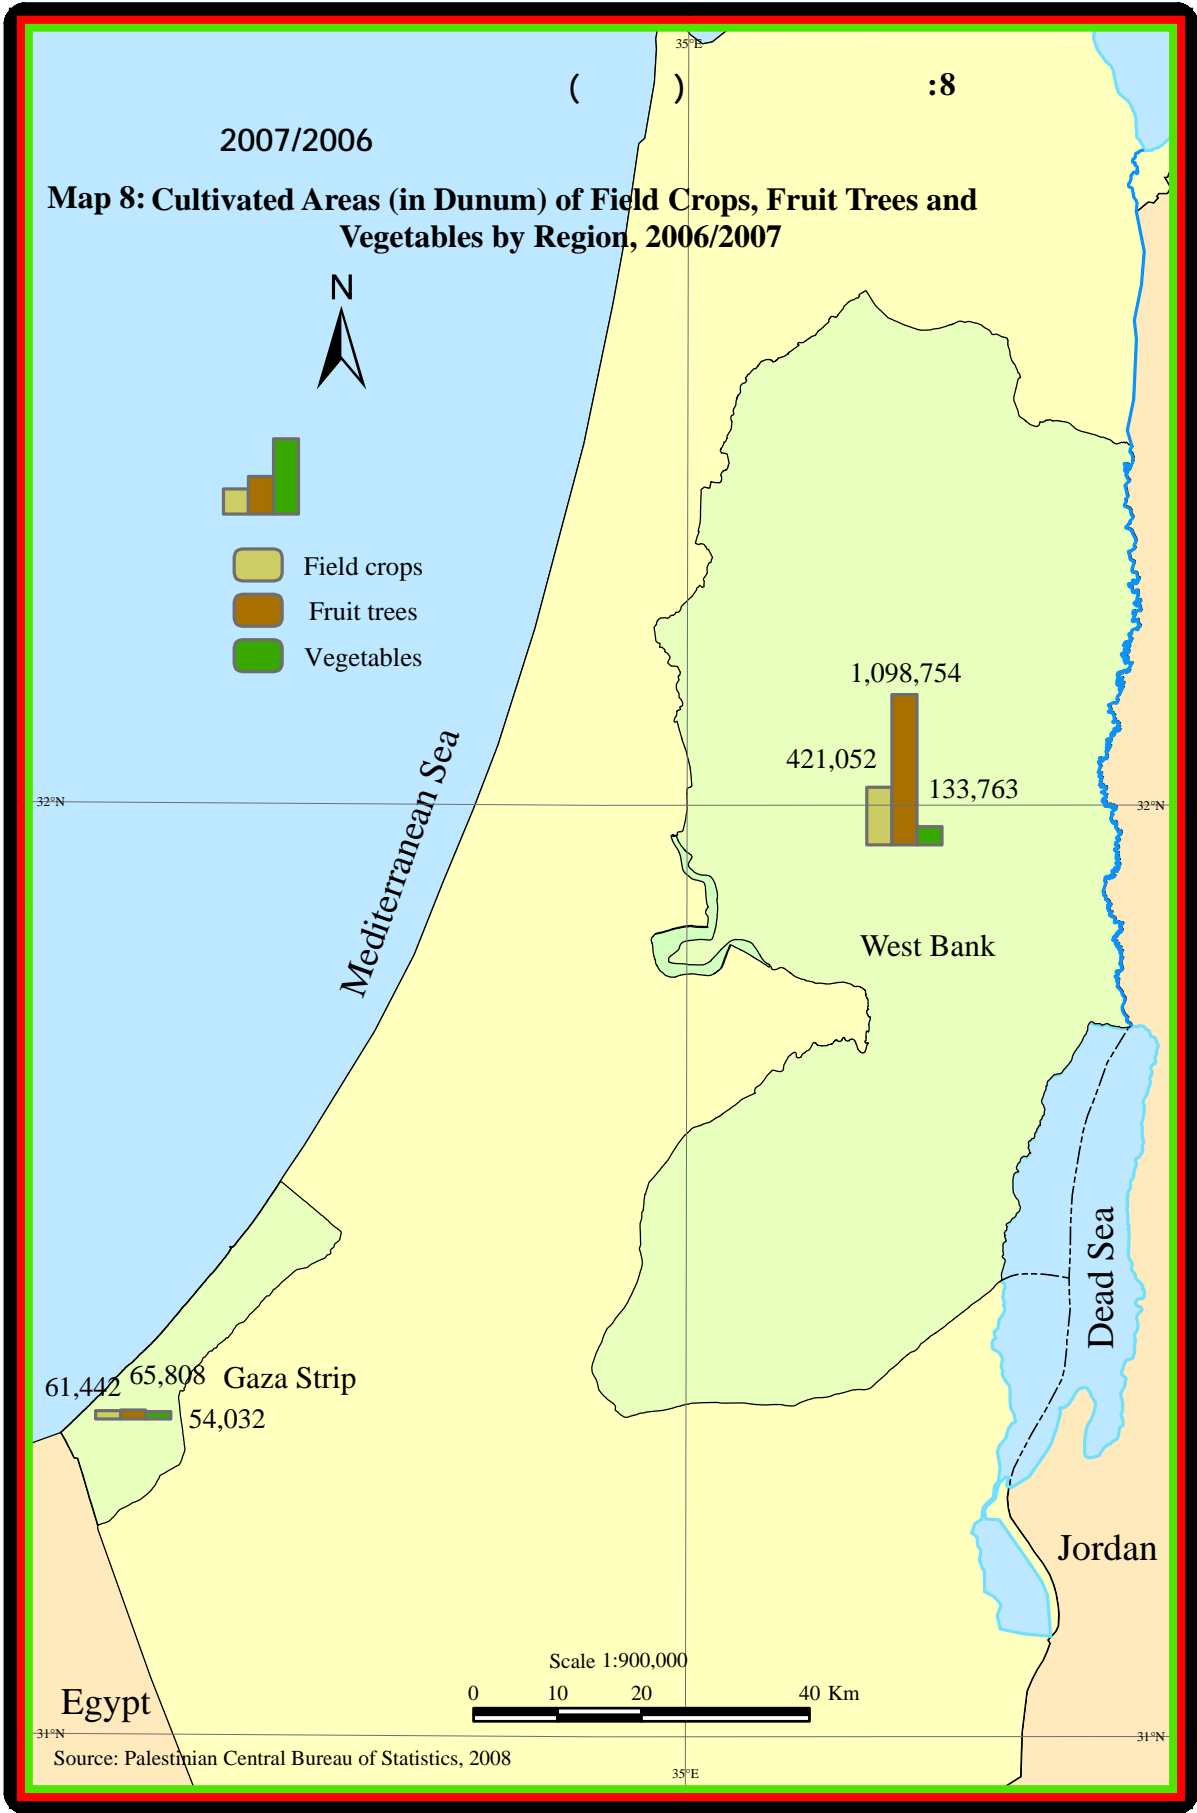 35°E
( ) :8
2007/2006
Map 8: Cultivated Areas (in Dunum) of Field Crops, Fruit Trees and
Vegetables by Region, 2006/2007
N
Field crops
Fruit trees
Vegetables
1,098,754
421,052
133,763
Mediterranean Sea
32°N
32°N
West Bank
Dead Sea
65,808
61,442
Gaza Strip
54,032
Jordan
Scale 1:900,000
0 10 20 40 Km
Egypt
31°N
31°N
Source: Palestinian Central Bureau of Statistics, 2008
35°E